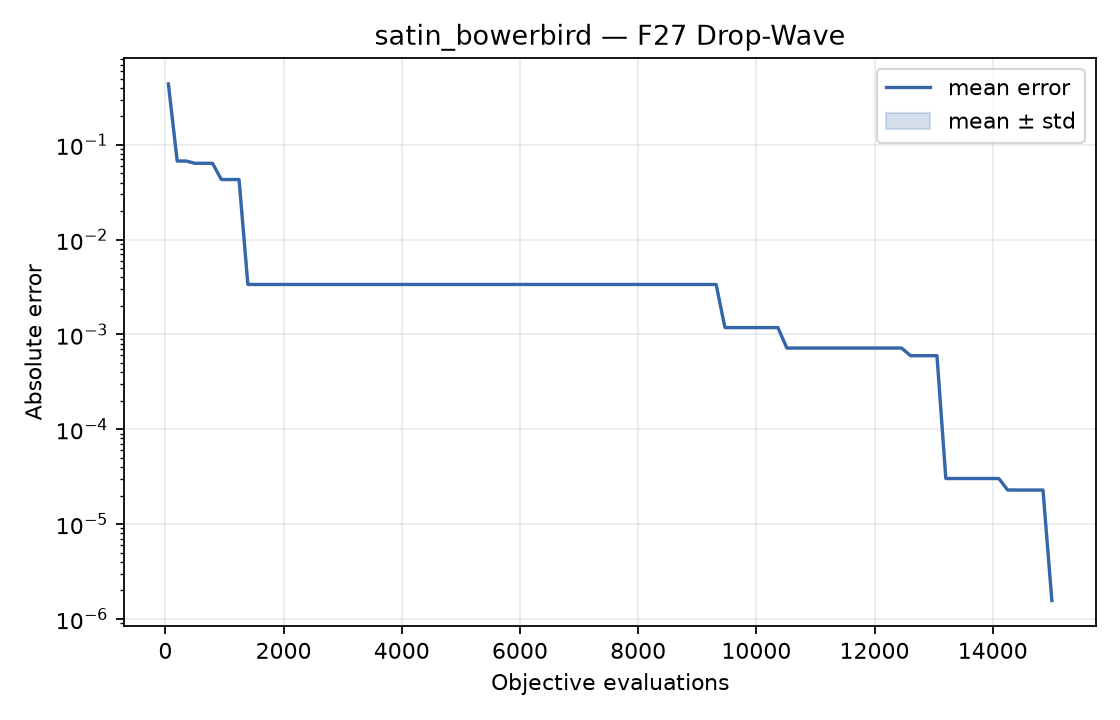 satin_bowerbird — F27 Drop-Wave
mean error
mean ± std
Absolute error
10⁻¹
10⁻²
10⁻³
10⁻⁴
10⁻⁵
10⁻⁶
0 2000 4000 6000 8000 10000 12000 14000
Objective evaluations